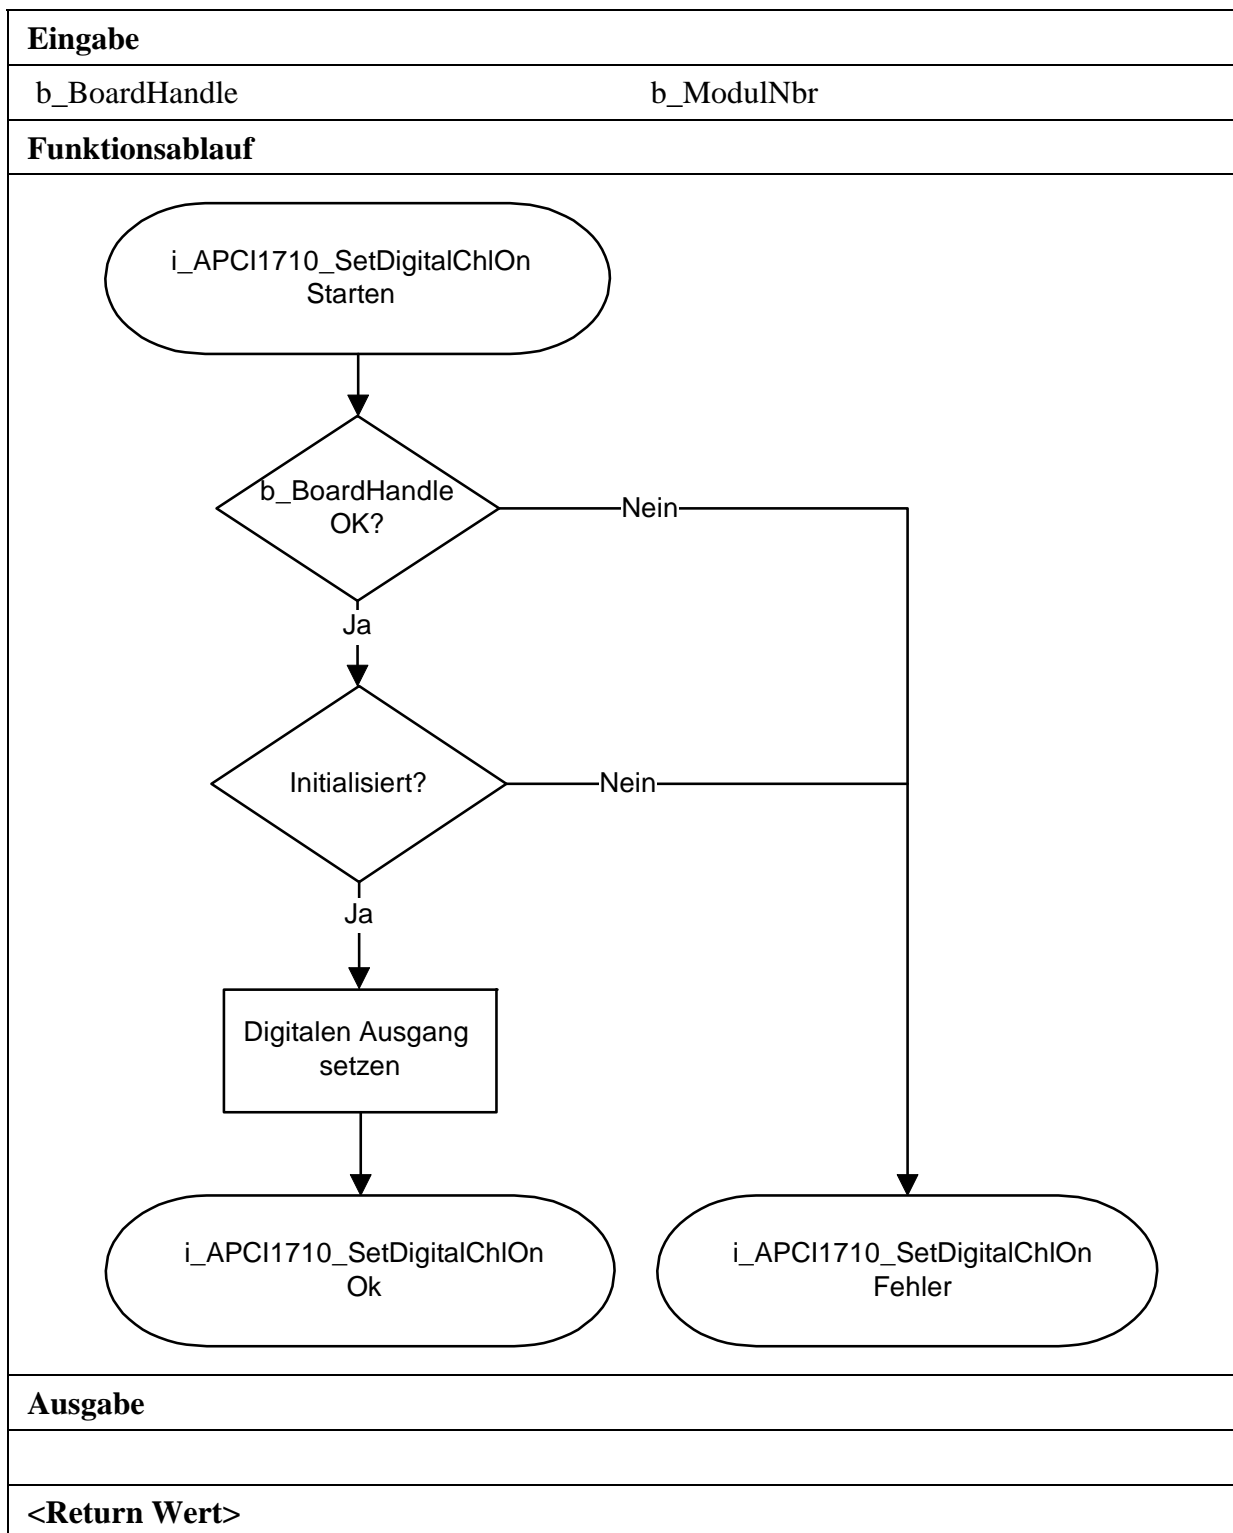 Eingabe
b_BoardHandle b_ModulNbr
Funktionsablauf
i_APCI1710_SetDigitalChlOn
Starten
b_BoardHandle
OK?
Nein
Ja
Initialisiert?
Nein
Ja
Digitalen Ausgang
setzen
i_APCI1710_SetDigitalChlOn
Ok
i_APCI1710_SetDigitalChlOn
Fehler
Ausgabe
<Return Wert>